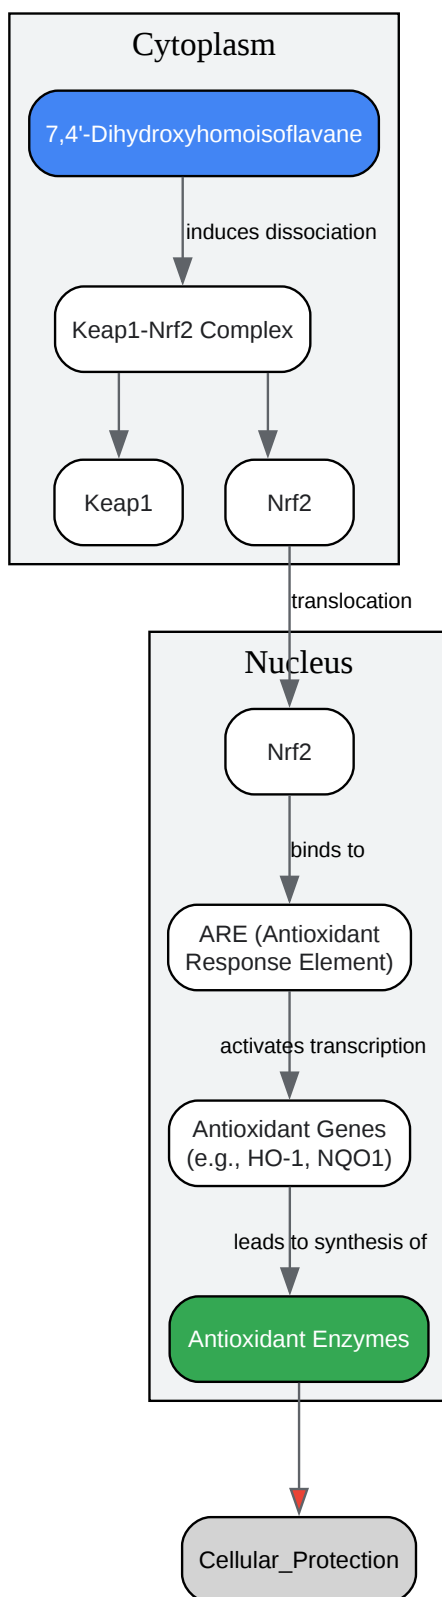 Cytoplasm
7,4'-Dihydroxyhomoisoflavane
induces dissociation
Keap1-Nrf2 Complex
Keap1
Nrf2
translocation
Nucleus
Nrf2
binds to
ARE (Antioxidant
Response Element)
activates transcription
Antioxidant Genes
(e.g., HO-1, NQO1)
leads to synthesis of
Antioxidant Enzymes
Cellular_Protection